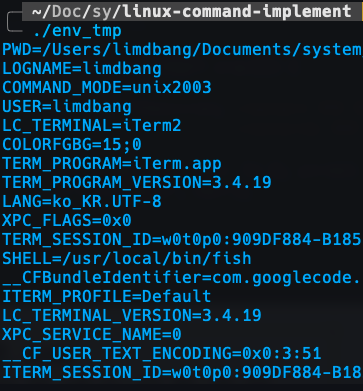 ~/Doc/sy/linux-command-implement
./env_tmp
PWD=/Users/limdbang/Documents/system
LOGNAME=limdbang
COMMAND_MODE=unix2003
USER=limdbang
LC_TERMINAL=iTerm2
COLORFGBG=15;0
TERM_PROGRAM=iTerm.app
TERM_PROGRAM_VERSION=3.4.19
LANG=ko_KR.UTF-8
XPC_FLAGS=0x0
TERM_SESSION_ID=w0t0p0:909DF884-B185
SHELL=/usr/local/bin/fish
__CFBundleIdentifier=com.googlecode.
ITERM_PROFILE=Default
LC_TERMINAL_VERSION=3.4.19
XPC_SERVICE_NAME=0
__CF_USER_TEXT_ENCODING=0x0:3:51
ITERM_SESSION_ID=w0t0p0:909DF884-B18